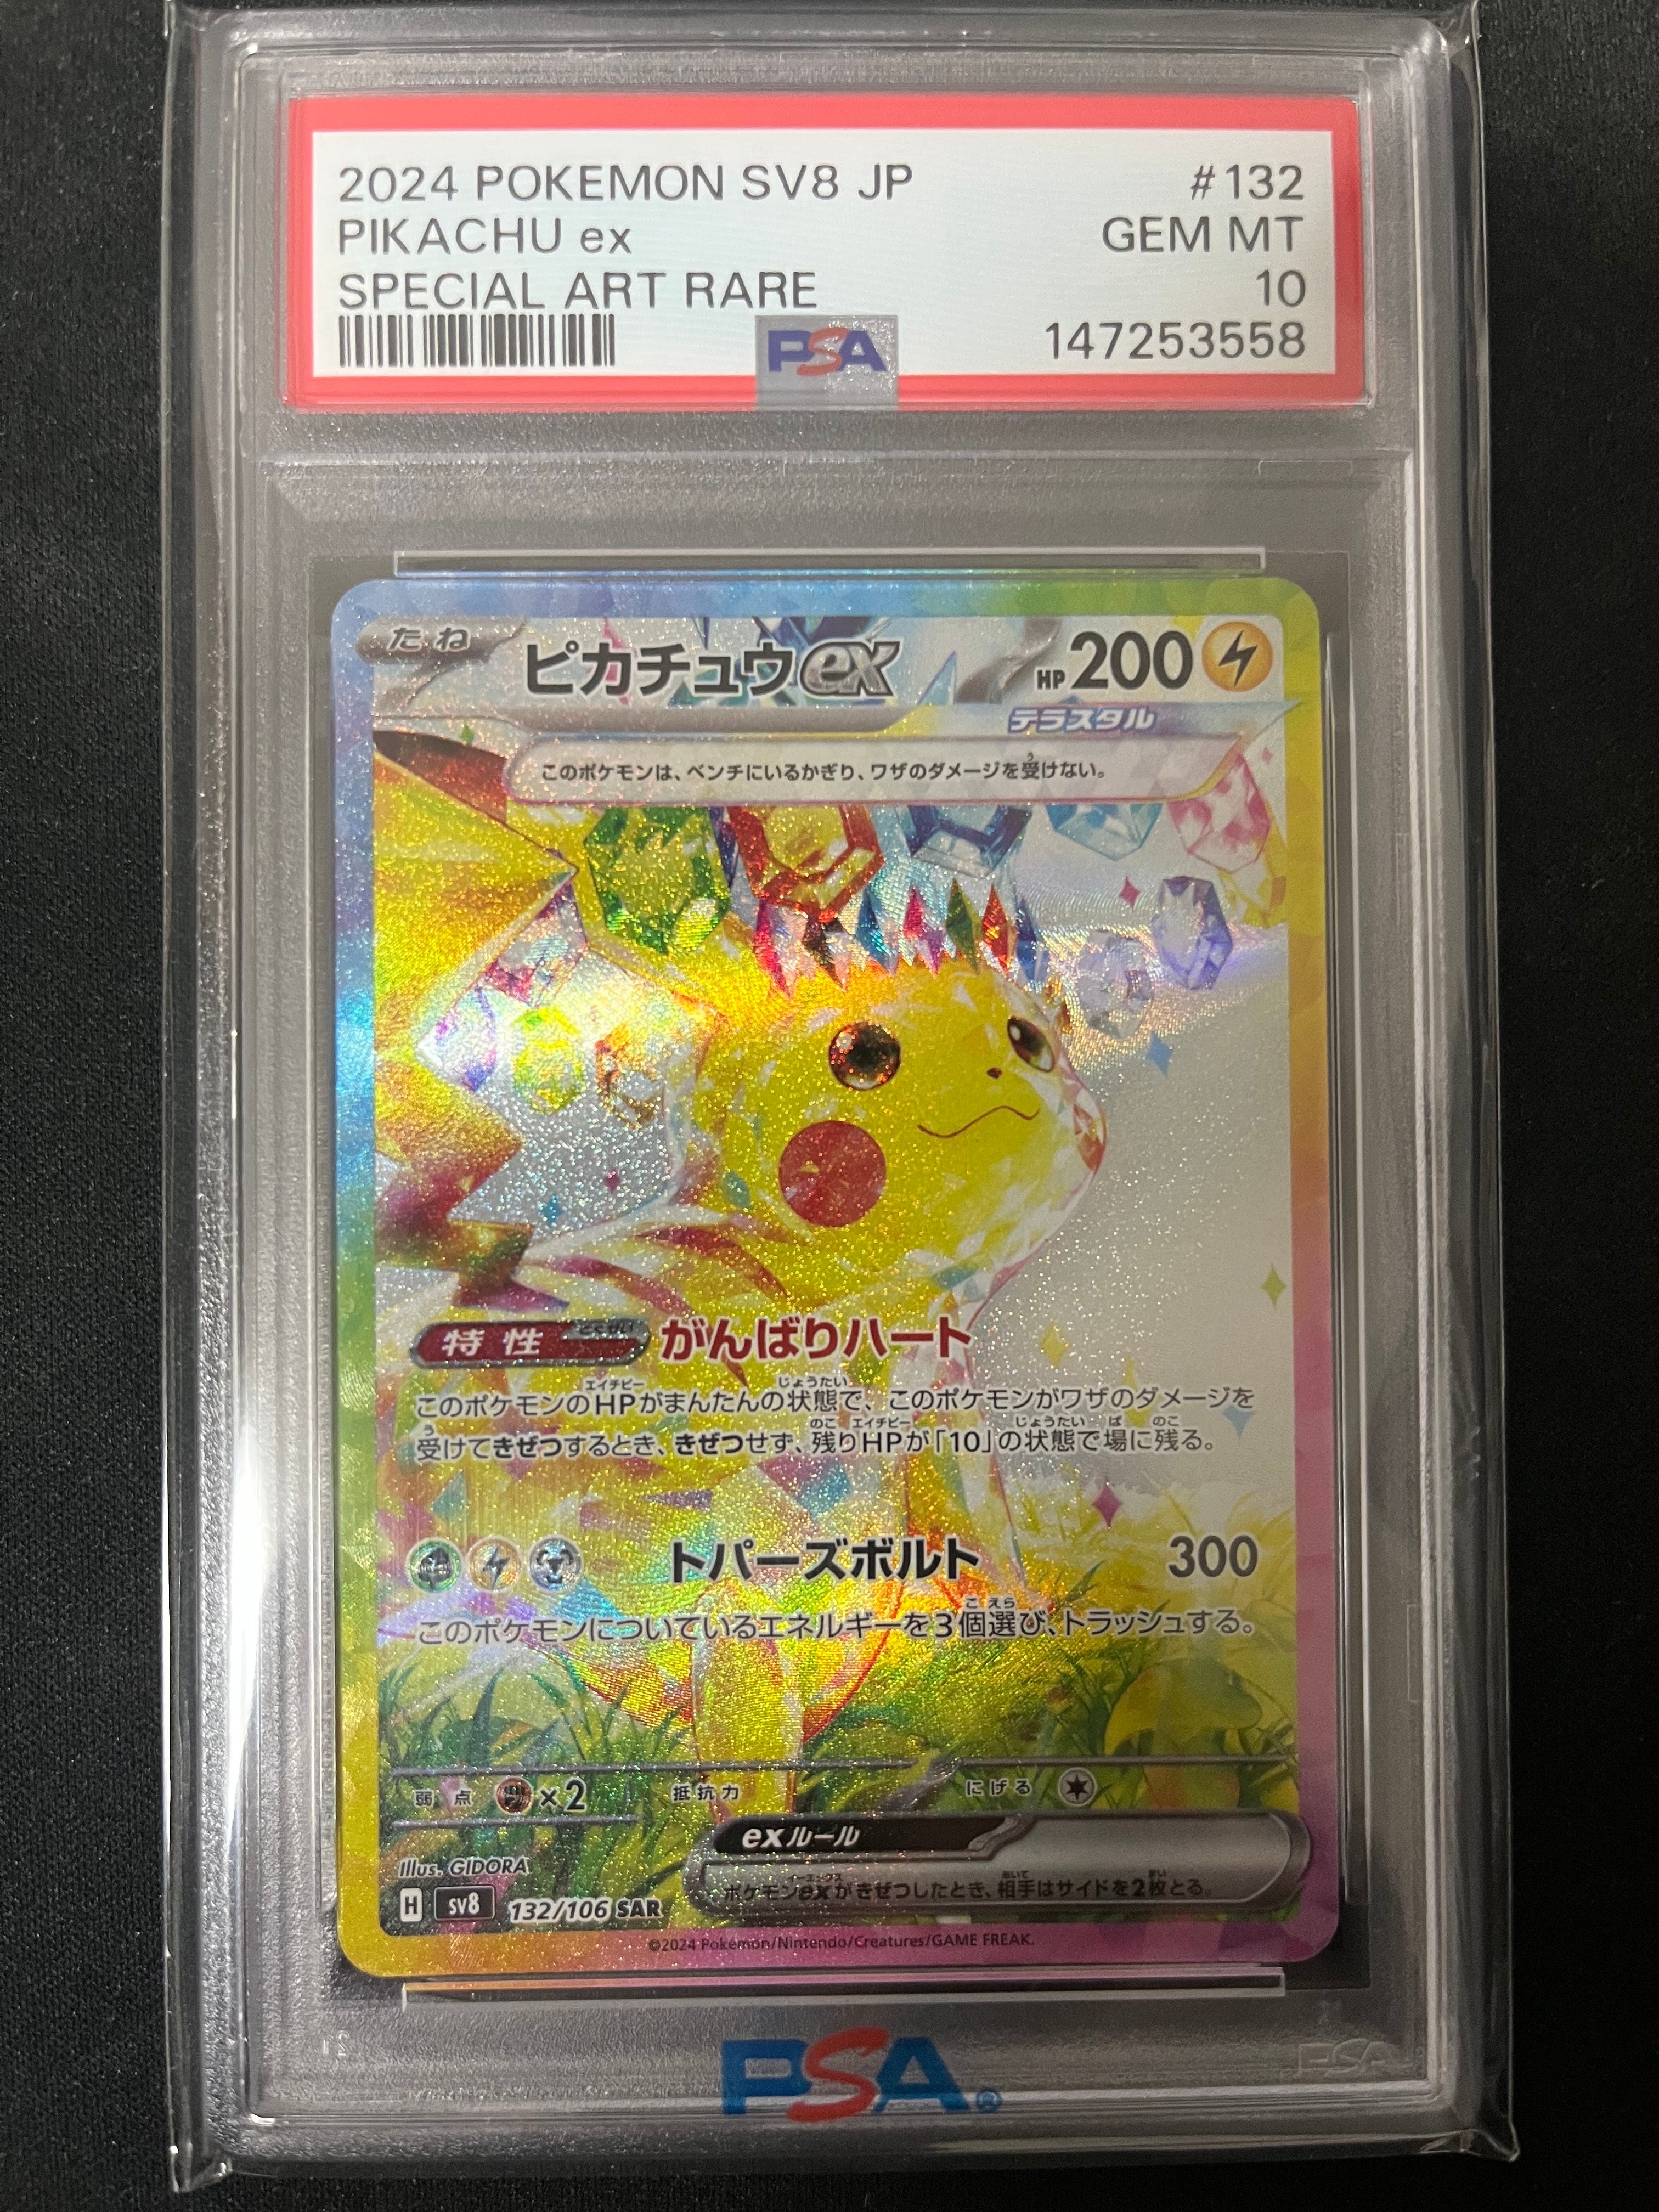 2024 POKEMON SV8 JP #132
PIKACHU ex GEM MT
SPECIAL ART RARE 10
PSA 147253558
たね ピカチュウex HP200
テラスタル
このポケモンは、ベンチにいるかぎり、ワザのダメージを受けない。
特性 がんばりハート
このポケモンのHPがまんたんの状態で、このポケモンがワザのダメージを
受けてきぜつするとき、きぜつせず、残りHPが「10」の状態で場に残る。
トパーズボルト 300
このポケモンについているエネルギーを3個選び、トラッシュする。
弱点 ×2 抵抗力 にげる
exルール
ポケモンexがきぜつしたとき、相手はサイドを2枚とる。
Illus. GIDORA
H sv8 132/106 SAR
©2024 Pokémon/Nintendo/Creatures/GAME FREAK.
PSA®
PSA